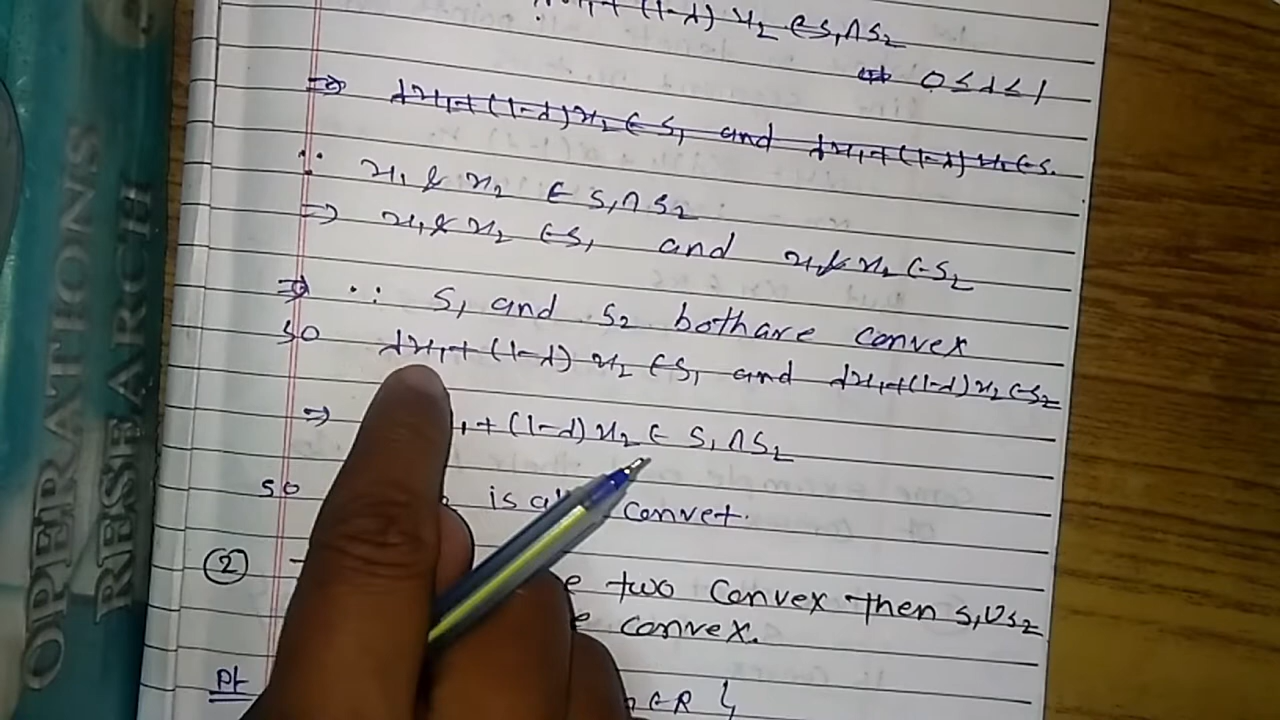 (1-λ) x2 ∈ S1∩S2
0≤λ≤1
⇒ λx1+(1-λ)x2 ∈ S1 and λx1+(1-λ)x2 ∈ S
∵ x1 & x2 ∈ S1∩S2
⇒ x1 & x2 ∈ S1 and x1 & x2 ∈ S2
⇒ ∵ S1 and S2 both are convex
so λx1+(1-λ) x2 ∈ S1 and λx1+(1-λ)x2 ∈ S2
⇒ 1 + (1-λ) x2 ∈ S1∩S2
so is convet.
② two convex then S1∪S2
convex.
Pf ∈ R }
OPERATIONS
RESEARCH